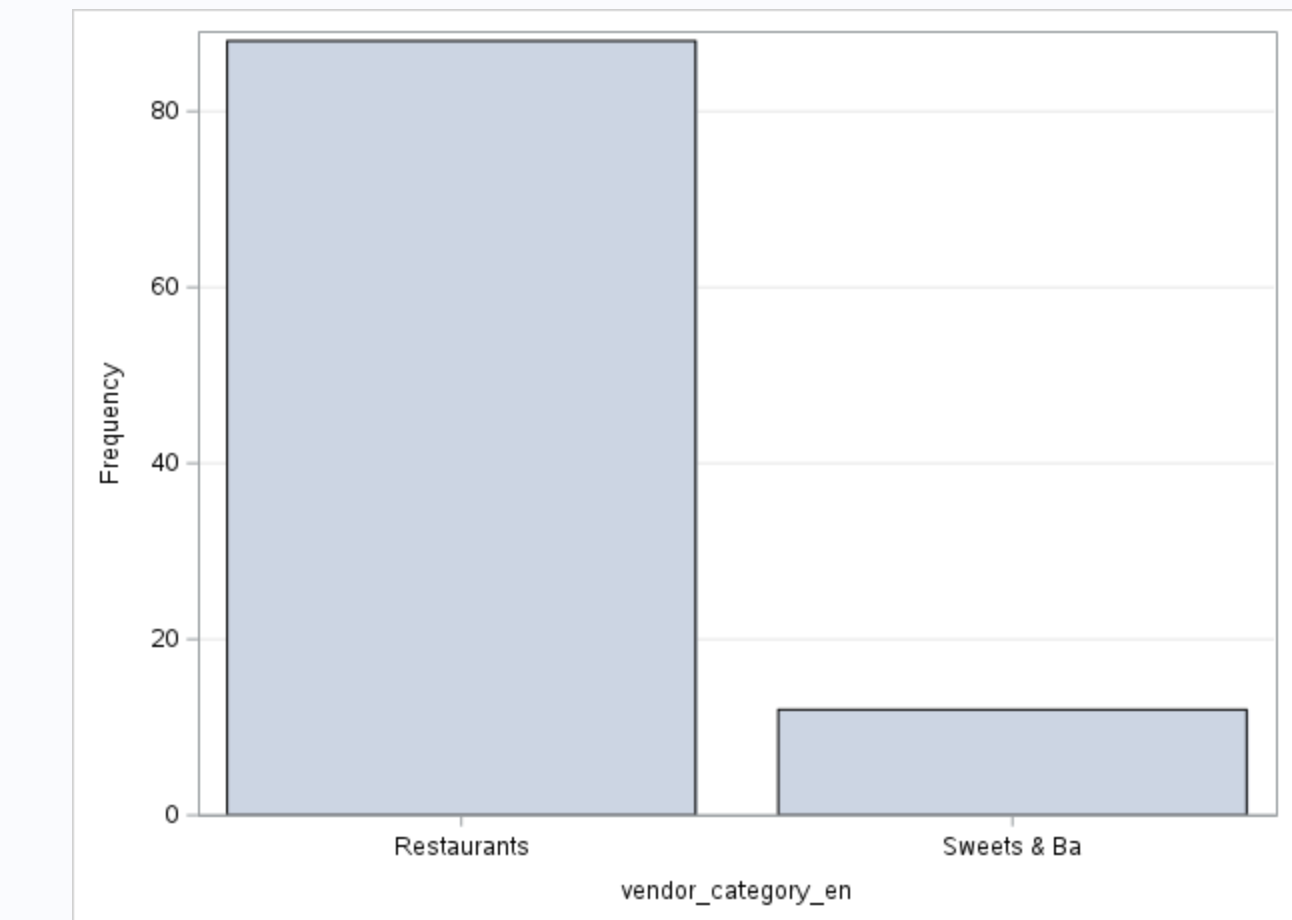 80
60
40
20
0
Frequency
Restaurants
Sweets & Ba
vendor_category_en